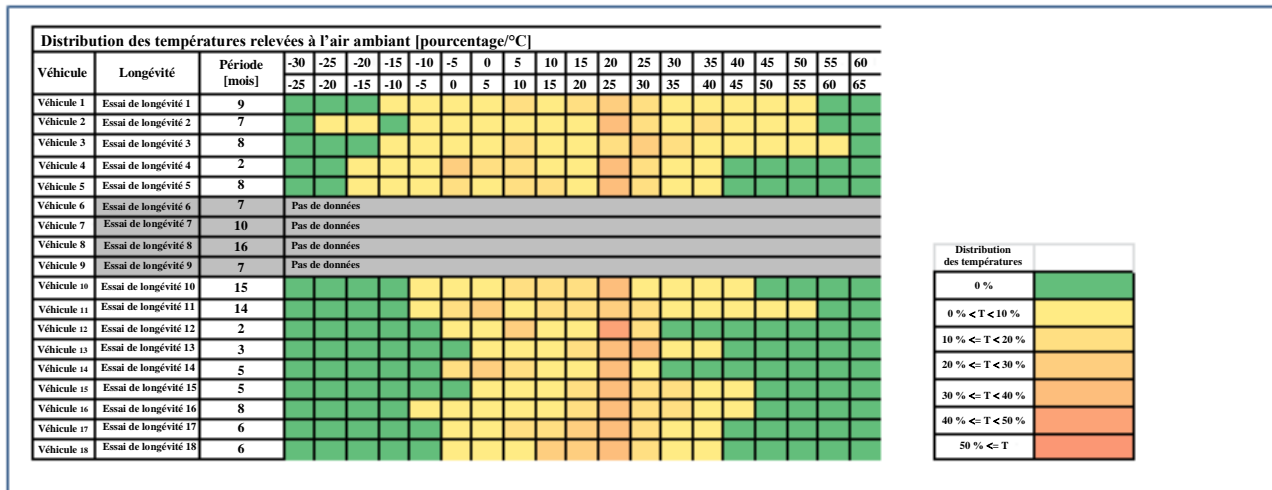 Distribution des températures relevées à l’air ambiant [pourcentage/°C]
Véhicule Longévité Période [mois] -30 -25 -20 -15 -10 -5 0 5 10 15 20 25 30 35 40 45 50 55 60
-25 -20 -15 -10 -5 0 5 10 15 20 25 30 35 40 45 50 55 60 65
Véhicule 1 Essai de longévité 1 9
Véhicule 2 Essai de longévité 2 7
Véhicule 3 Essai de longévité 3 8
Véhicule 4 Essai de longévité 4 2
Véhicule 5 Essai de longévité 5 8
Véhicule 6 Essai de longévité 6 7 Pas de données
Véhicule 7 Essai de longévité 7 10 Pas de données
Véhicule 8 Essai de longévité 8 16 Pas de données
Véhicule 9 Essai de longévité 9 7 Pas de données
Véhicule 10 Essai de longévité 10 15
Véhicule 11 Essai de longévité 11 14
Véhicule 12 Essai de longévité 12 2
Véhicule 13 Essai de longévité 13 3
Véhicule 14 Essai de longévité 14 5
Véhicule 15 Essai de longévité 15 5
Véhicule 16 Essai de longévité 16 8
Véhicule 17 Essai de longévité 17 6
Véhicule 18 Essai de longévité 18 6
Distribution
des températures
0 %
0 % < T < 10 %
10 % <= T < 20 %
20 % <= T < 30 %
30 % <= T < 40 %
40 % <= T < 50 %
50 % <= T